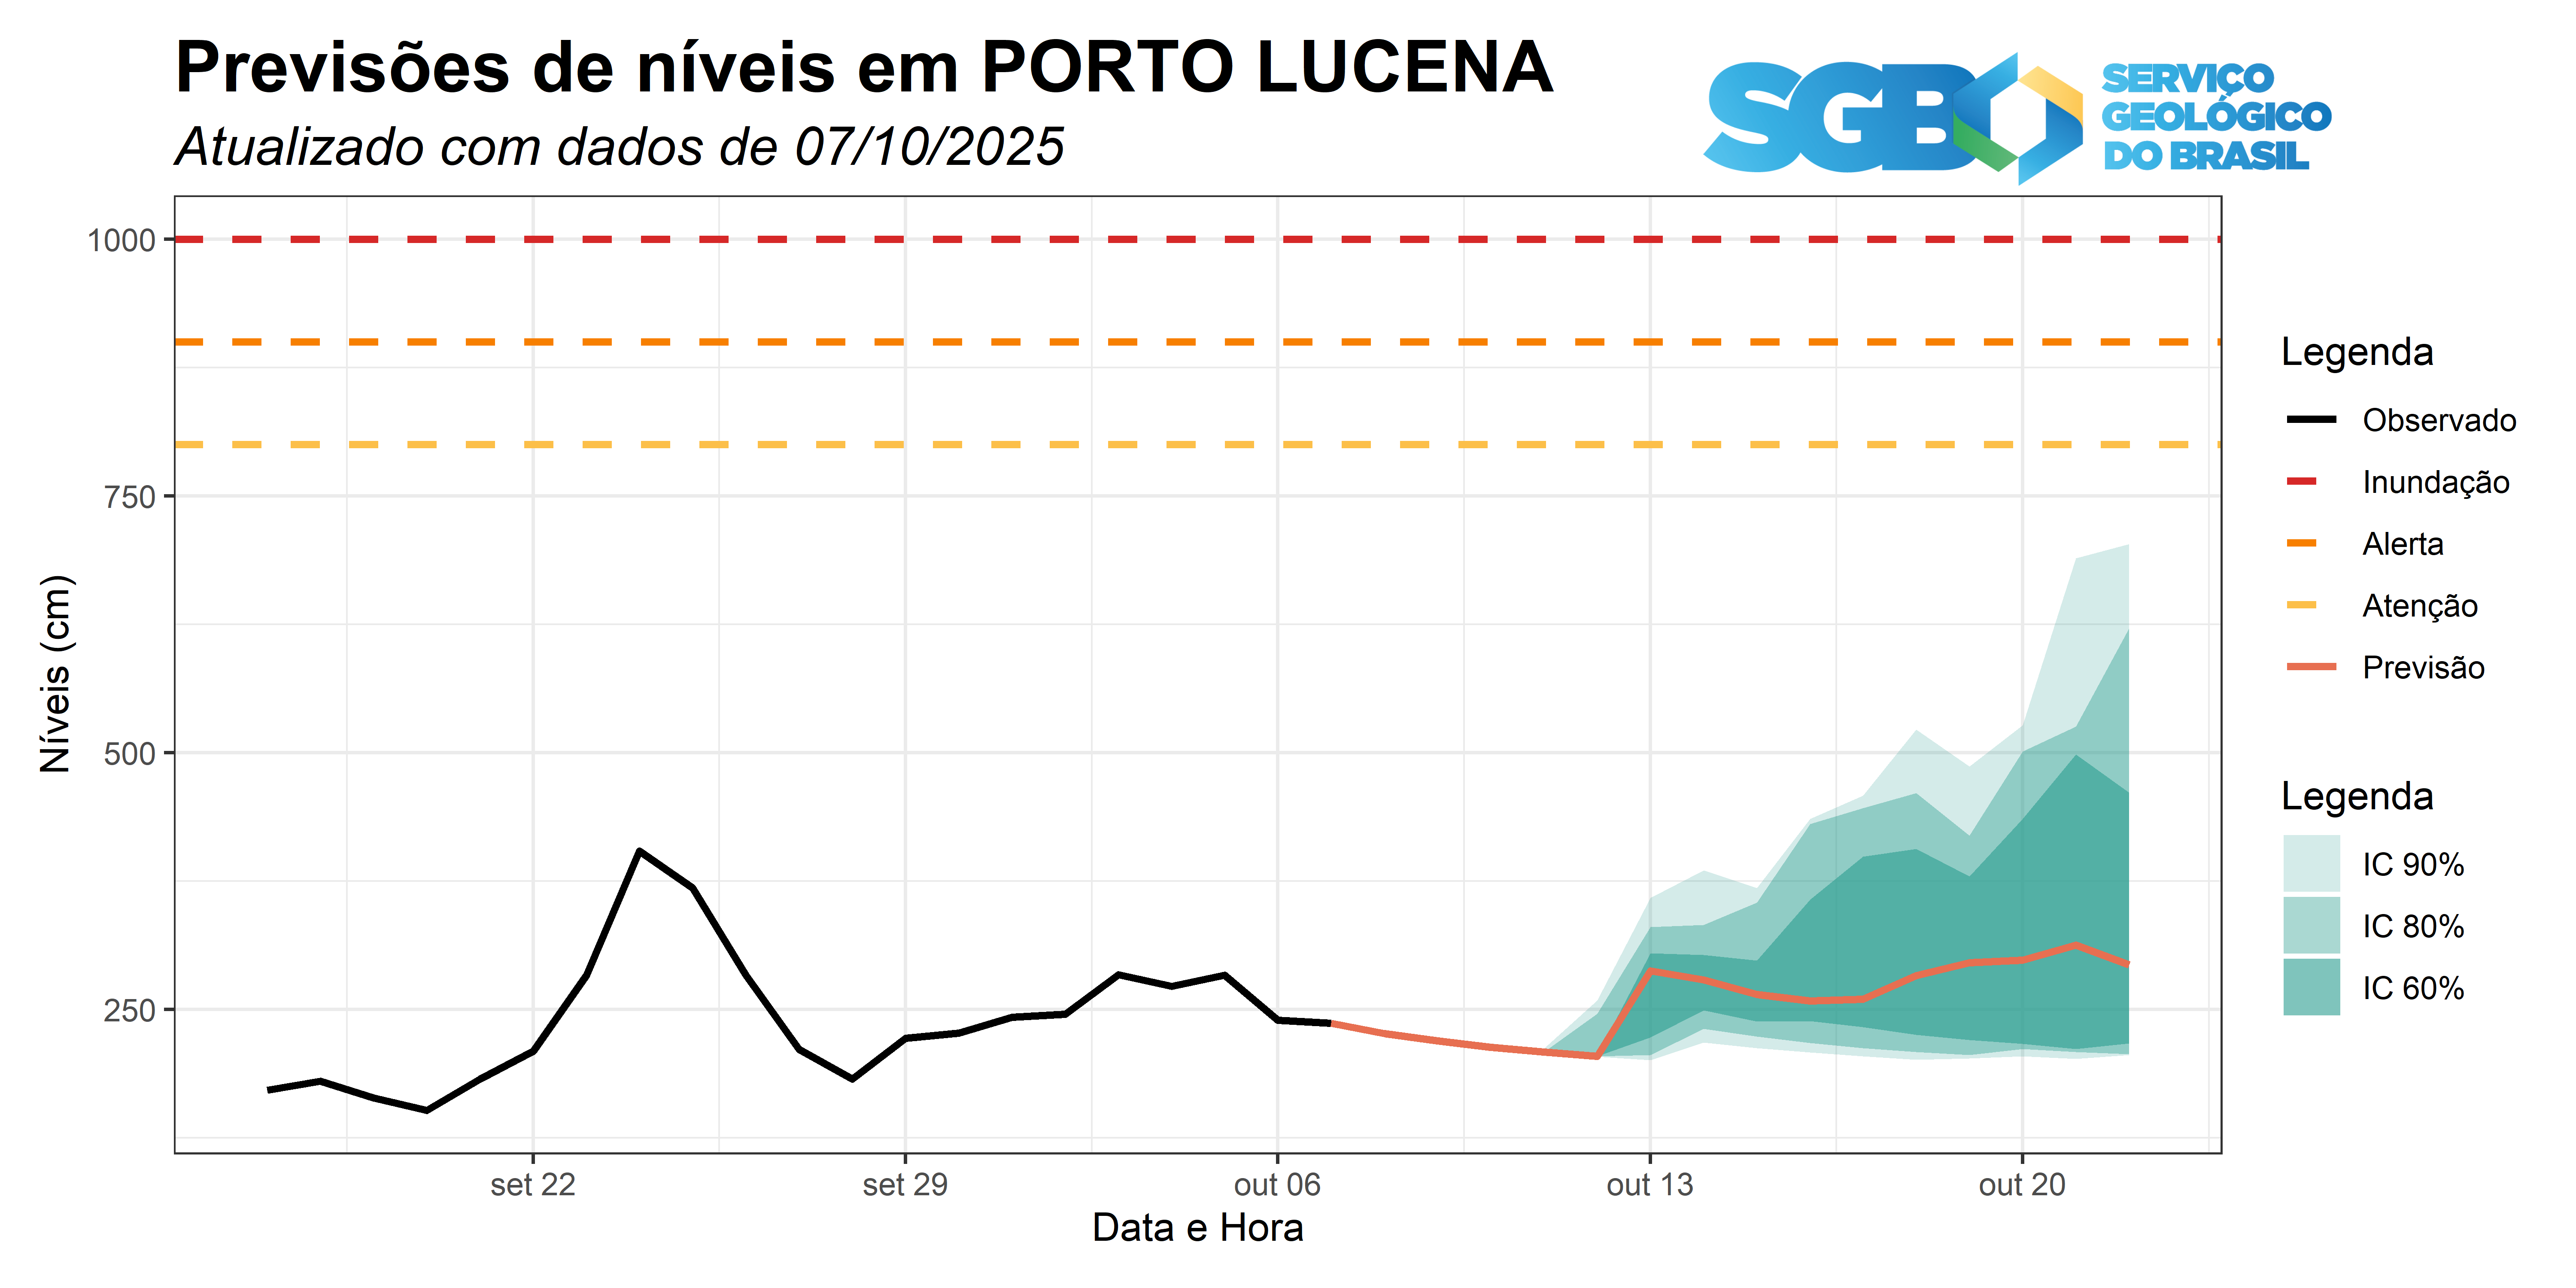 Previsões de níveis em PORTO LUCENA
Atualizado com dados de 07/10/2025
SGB
SERVIÇO
GEOLÓGICO
DO BRASIL
1000
750
500
250
Níveis (cm)
set 22
set 29
out 06
out 13
out 20
Data e Hora
Legenda
Observado
Inundação
Alerta
Atenção
Previsão
Legenda
IC 90%
IC 80%
IC 60%